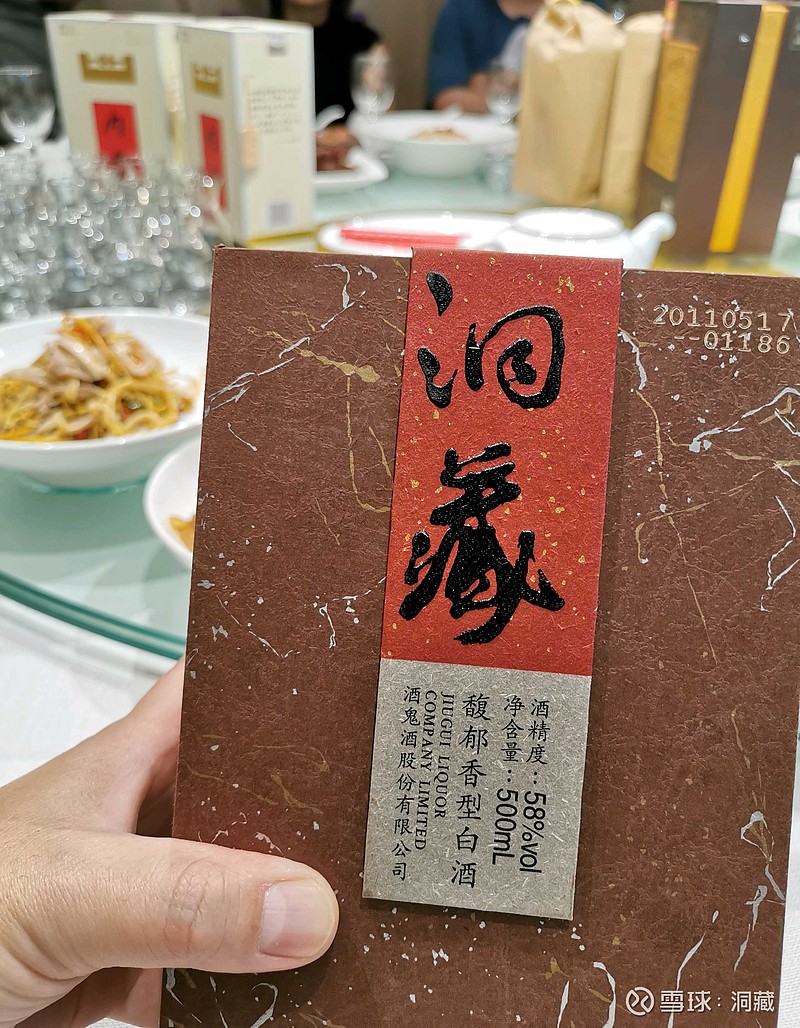 洞藏
20110517
--01186
酒精度：58%vol
净含量：500mL
馥郁香型白酒
JIUGUI LIQUOR
COMPANY LIMITED
酒鬼酒股份有限公司
雪球：洞藏